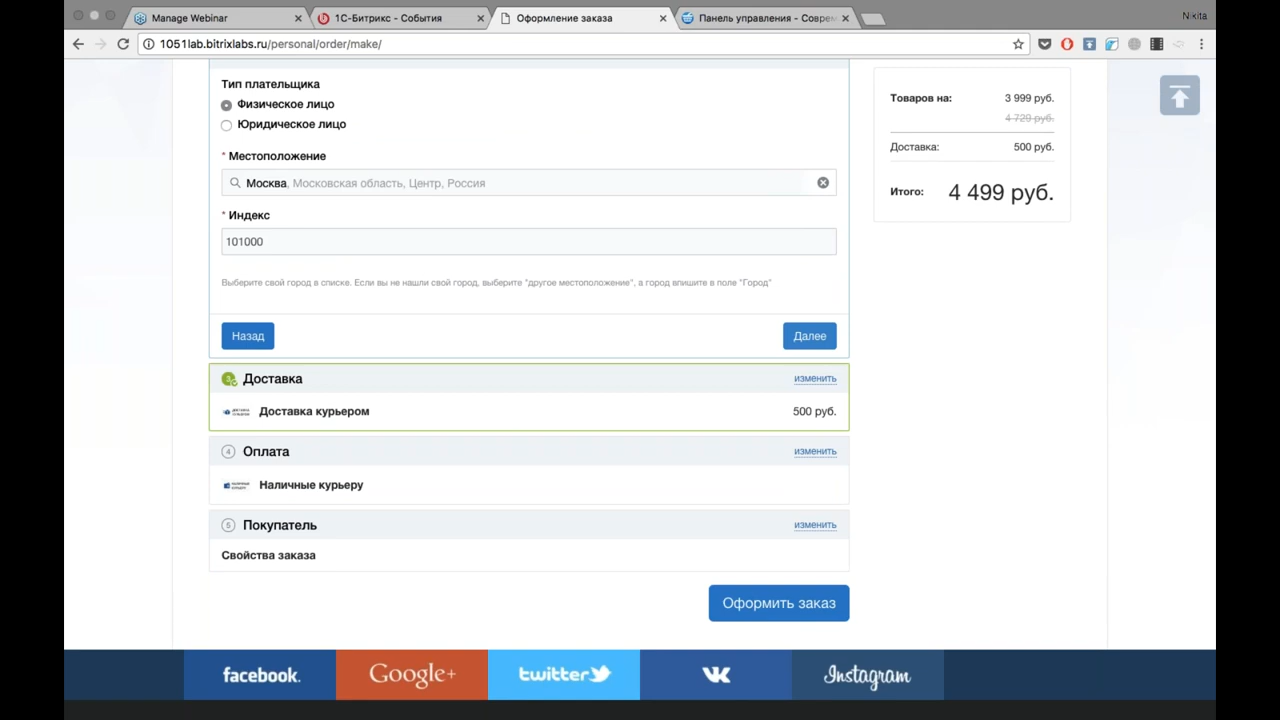 Manage Webinar
1С-Битрикс - События
Оформление заказа
Панель управления - Соврем
Nikita
1051lab.bitrixlabs.ru/personal/order/make/
Тип плательщика
Физическое лицо
Юридическое лицо
* Местоположение
Москва, Московская область, Центр, Россия
* Индекс
101000
Выберите свой город в списке. Если вы не нашли свой город, выберите "другое местоположение", а город впишите в поле "Город"
Назад
Далее
Доставка
изменить
Доставка курьером
500 руб.
4 Оплата
изменить
Наличные курьеру
5 Покупатель
изменить
Свойства заказа
Оформить заказ
Товаров на: 3 999 руб.
4 729 руб.
Доставка: 500 руб.
Итого: 4 499 руб.
facebook.
Google+
twitter
Instagram